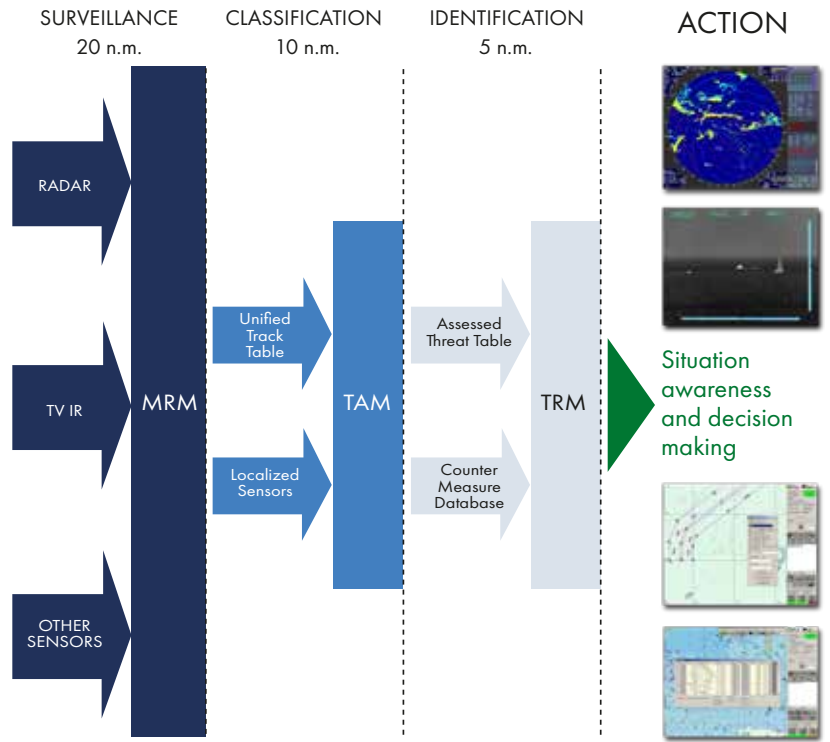 SURVEILLANCE
20 n.m.
CLASSIFICATION
10 n.m.
IDENTIFICATION
5 n.m.
ACTION
RADAR
TV IR
OTHER
SENSORS
MRM
Unified
Track
Table
Localized
Sensors
TAM
Assessed
Threat Table
Counter
Measure
Database
TRM
Situation
awareness
and decision
making